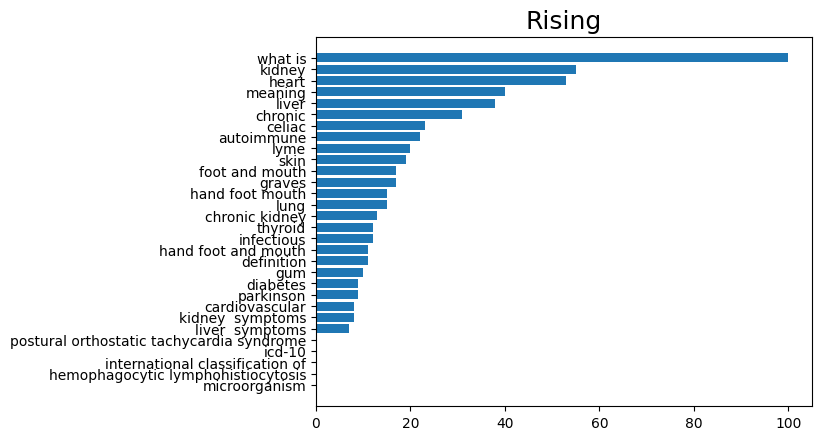 Rising
what is
kidney
heart
meaning
liver
chronic
celiac
autoimmune
lyme
skin
foot and mouth
graves
hand foot mouth
lung
chronic kidney
thyroid
infectious
hand foot and mouth
definition
gum
diabetes
parkinson
cardiovascular
kidney  symptoms
liver  symptoms
postural orthostatic tachycardia syndrome
icd-10
international classification of
hemophagocytic lymphohistiocytosis
microorganism
0 20 40 60 80 100